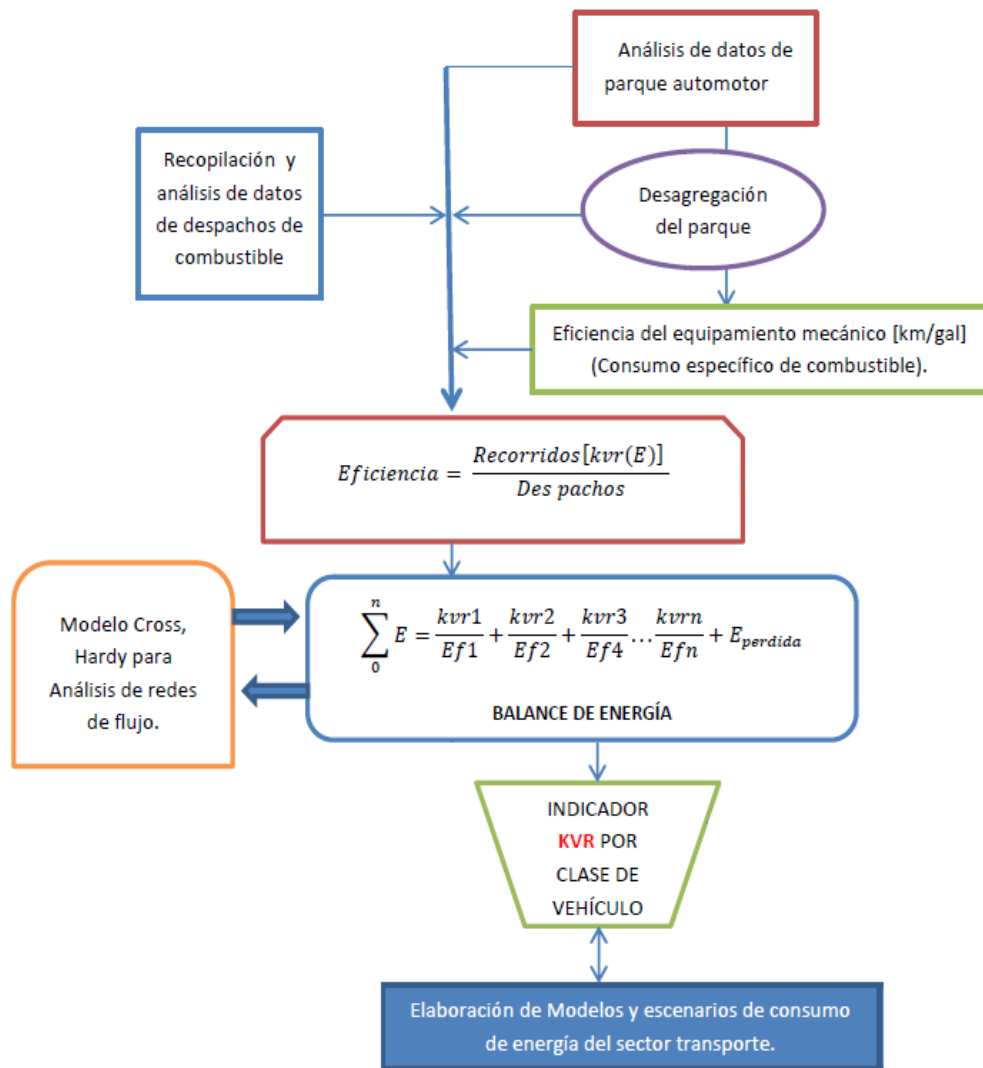 Análisis de datos de
parque automotor
Recopilación y
análisis de datos
de despachos de
combustible
Desagregación
del parque
Eficiencia del equipamiento mecánico [km/gal]
(Consumo específico de combustible).
Eficiencia = Recorridos[kvr(E)] / Des pachos
Modelo Cross,
Hardy para
Análisis de redes
de flujo.
∑ₙ⁰ E = kvr1/Ef1 + kvr2/Ef2 + kvr3/Ef4 … kvrn/Efn + E_perdida
BALANCE DE ENERGÍA
INDICADOR
KVR POR
CLASE DE
VEHÍCULO
Elaboración de Modelos y escenarios de consumo
de energía del sector transporte.